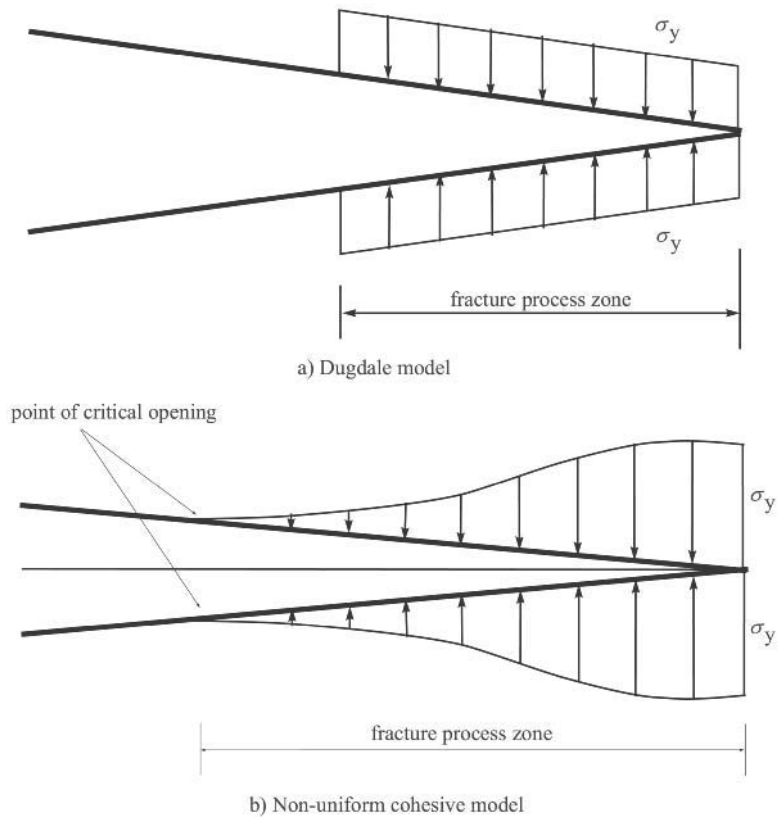 σy
σy
fracture process zone
a) Dugdale model
point of critical opening
σy
σy
fracture process zone
b) Non-uniform cohesive model